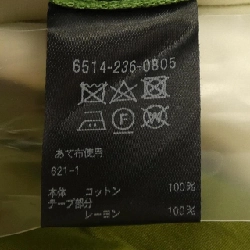 6514-236-0805
あて布使用
821-1
本体 コットン 100%
テープ部分
レーヨン 100%